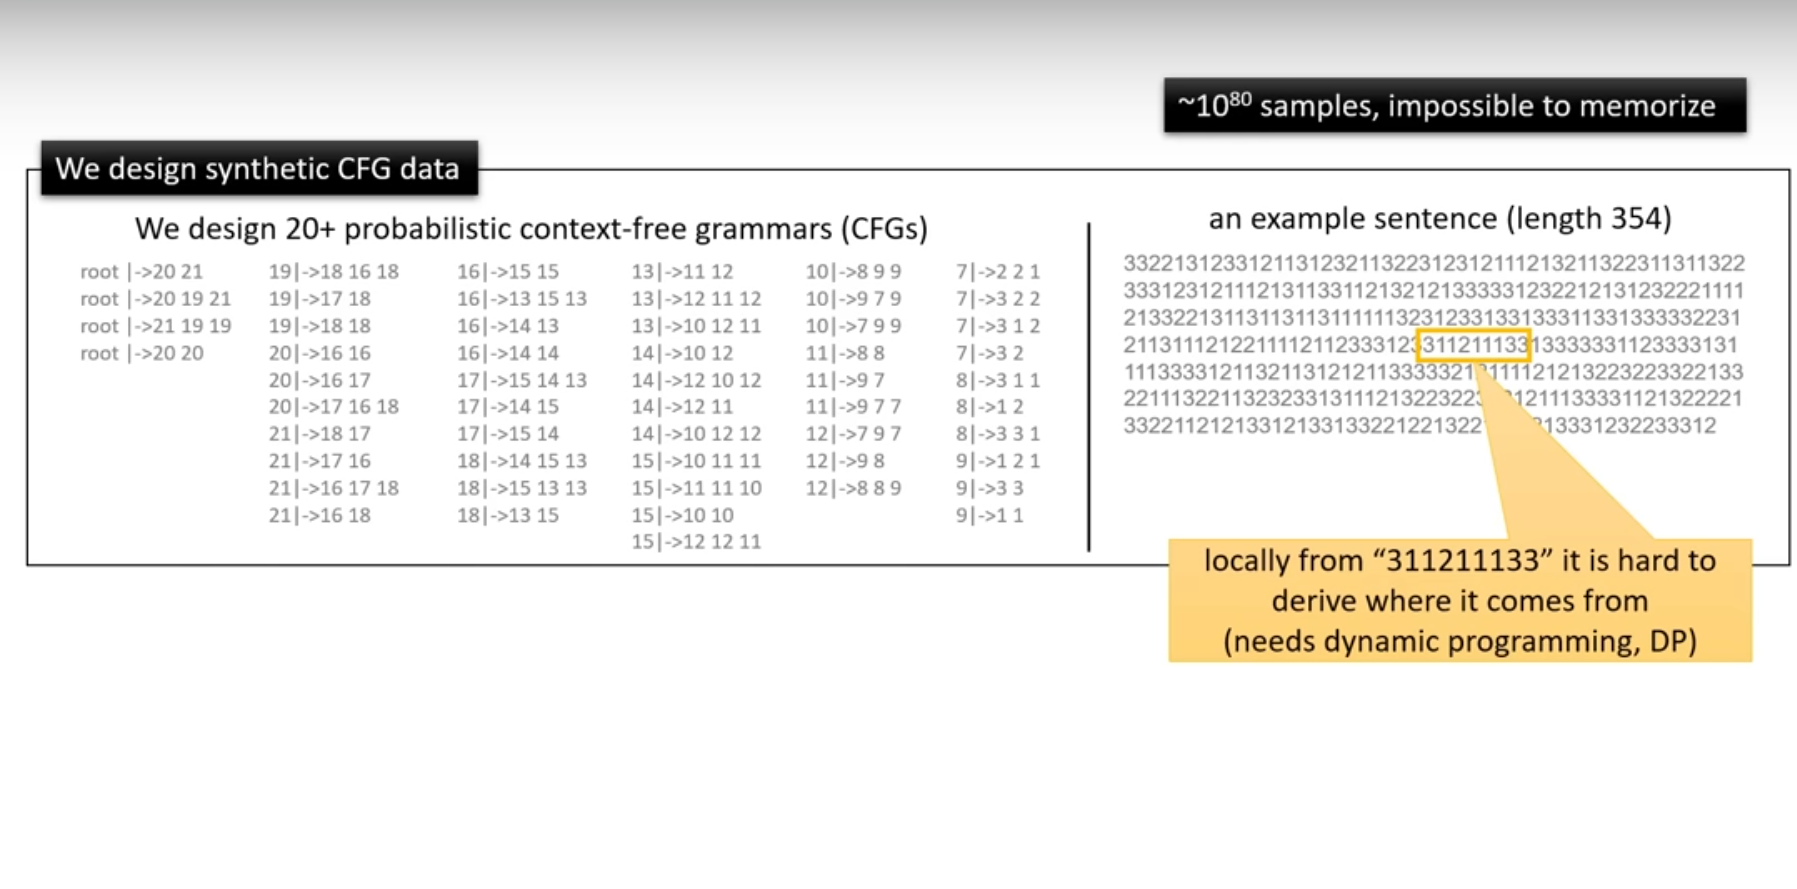 ~10⁸⁰ samples, impossible to memorize
We design synthetic CFG data
We design 20+ probabilistic context-free grammars (CFGs)
root |->20 21
root |->20 19 21
root |->21 19 19
root |->20 20
19|->18 16 18
19|->17 18
19|->18 18
20|->16 16
20|->16 17
20|->17 16 18
21|->18 17
21|->17 16
21|->16 17 18
21|->16 18
16|->15 15
16|->13 15 13
16|->14 13
16|->14 14
17|->15 14 13
17|->14 15
17|->15 14
18|->14 15 13
18|->15 13 13
18|->13 15
13|->11 12
13|->12 11 12
13|->10 12 11
14|->10 12
14|->12 10 12
14|->12 11
14|->10 12 12
15|->10 11 11
15|->11 11 10
15|->10 10
15|->12 12 11
10|->8 9 9
10|->9 7 9
10|->7 9 9
11|->8 8
11|->9 7
11|->9 7 7
12|->7 9 7
12|->9 8
12|->8 8 9
7|->2 2 1
7|->3 2 2
7|->3 1 2
7|->3 2
8|->3 1 1
8|->1 2
8|->3 3 1
9|->1 2 1
9|->3 3
9|->1 1
an example sentence (length 354)
332213123312113123211322312312111213211322311311322
333123121112131133112132121333331232212131232221111
213322131131131131111113231233133133311331333332231
211311121221111211233312331121113313333331123333131
locally from “311211133” it is hard to
derive where it comes from
(needs dynamic programming, DP)